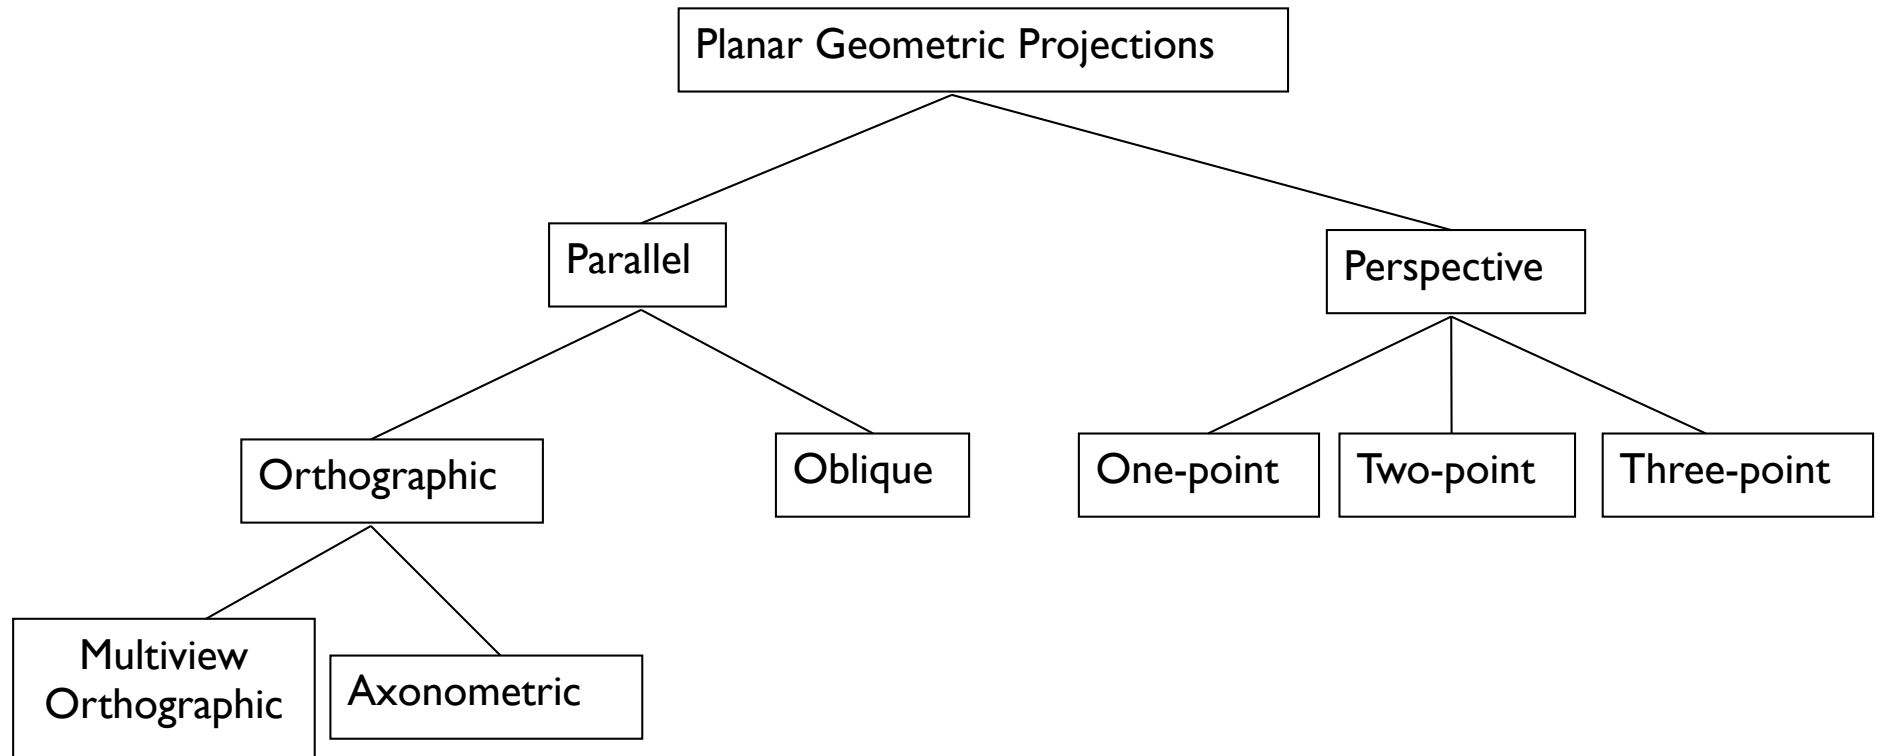 Planar Geometric Projections
Parallel
Perspective
Orthographic
Oblique
One-point
Two-point
Three-point
Multiview
Orthographic
Axonometric